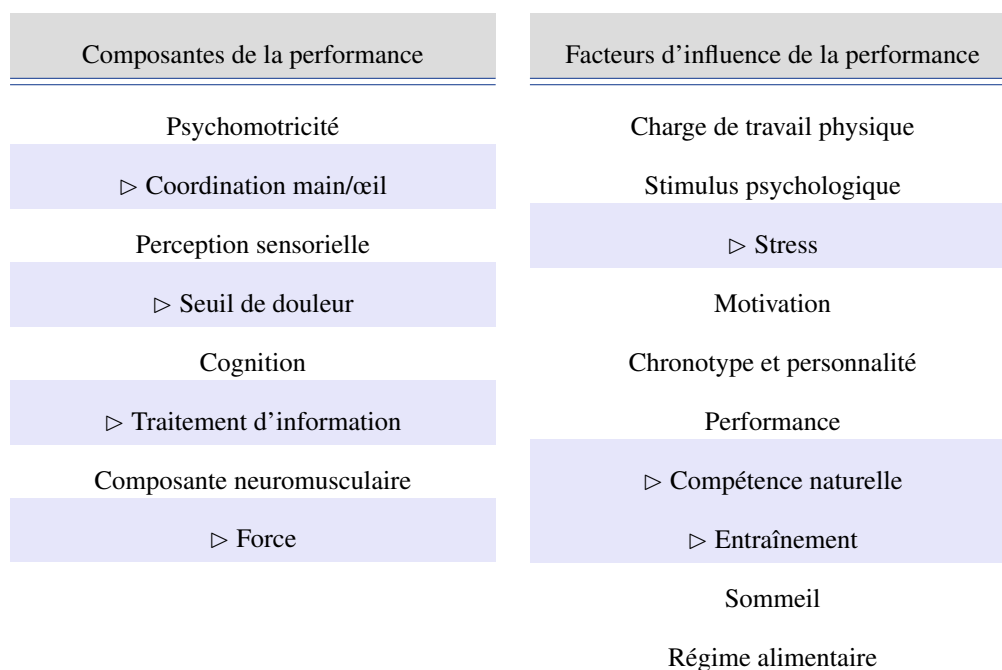 Composantes de la performance
Psychomotricité
▷ Coordination main/œil
Perception sensorielle
▷ Seuil de douleur
Cognition
▷ Traitement d’information
Composante neuromusculaire
▷ Force
Facteurs d’influence de la performance
Charge de travail physique
Stimulus psychologique
▷ Stress
Motivation
Chronotype et personnalité
Performance
▷ Compétence naturelle
▷ Entraînement
Sommeil
Régime alimentaire